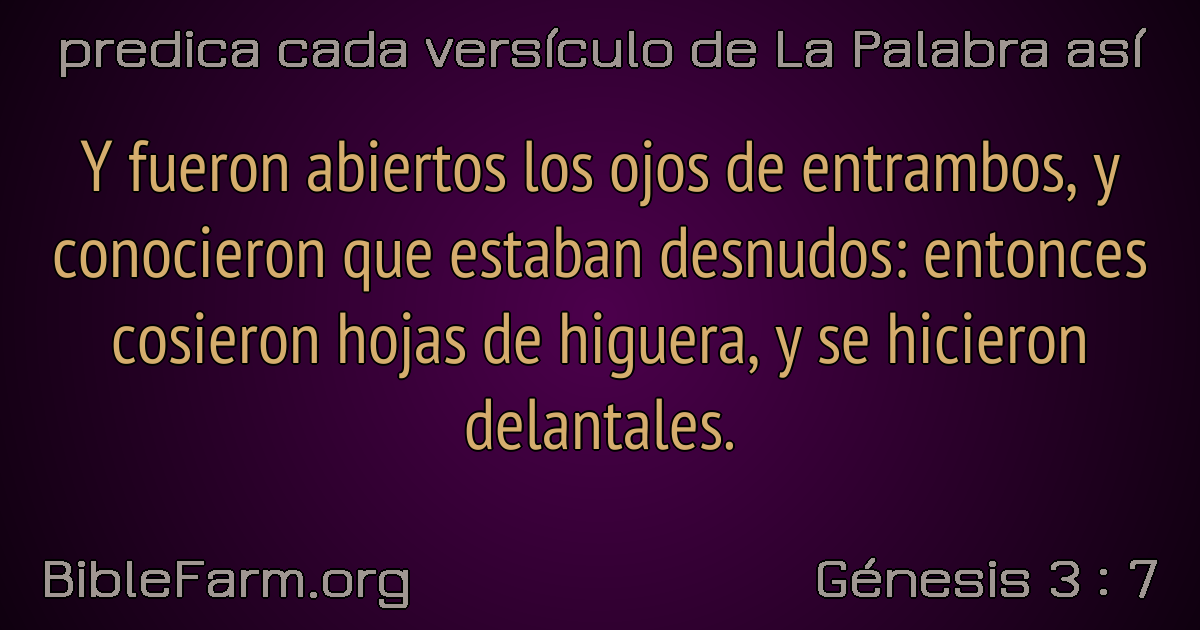 predica cada versículo de La Palabra así
Y fueron abiertos los ojos de entrambos, y
conocieron que estaban desnudos: entonces
cosieron hojas de higuera, y se hicieron
delantales.
BibleFarm.org
Génesis 3 : 7